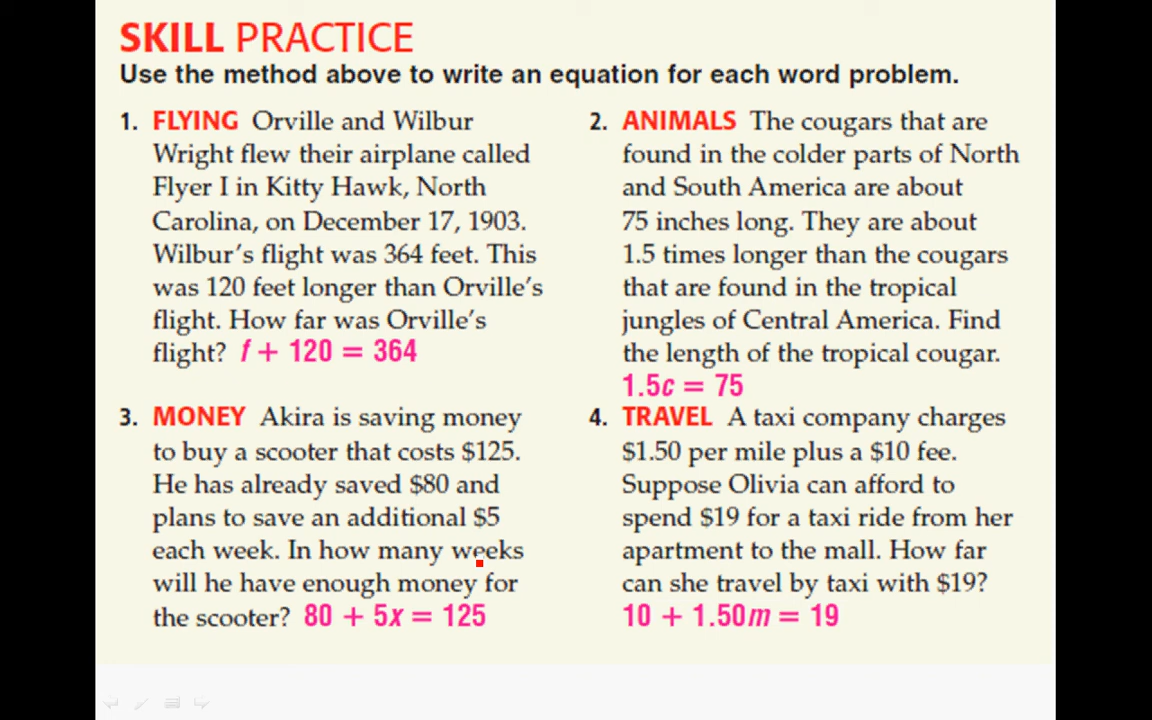 SKILL PRACTICE
Use the method above to write an equation for each word problem.
1. FLYING Orville and Wilbur
Wright flew their airplane called
Flyer I in Kitty Hawk, North
Carolina, on December 17, 1903.
Wilbur's flight was 364 feet. This
was 120 feet longer than Orville's
flight. How far was Orville's
flight? f + 120 = 364
2. ANIMALS The cougars that are
found in the colder parts of North
and South America are about
75 inches long. They are about
1.5 times longer than the cougars
that are found in the tropical
jungles of Central America. Find
the length of the tropical cougar.
1.5c = 75
3. MONEY Akira is saving money
to buy a scooter that costs $125.
He has already saved $80 and
plans to save an additional $5
each week. In how many weeks
will he have enough money for
the scooter? 80 + 5x = 125
4. TRAVEL A taxi company charges
$1.50 per mile plus a $10 fee.
Suppose Olivia can afford to
spend $19 for a taxi ride from her
apartment to the mall. How far
can she travel by taxi with $19?
10 + 1.50m = 19